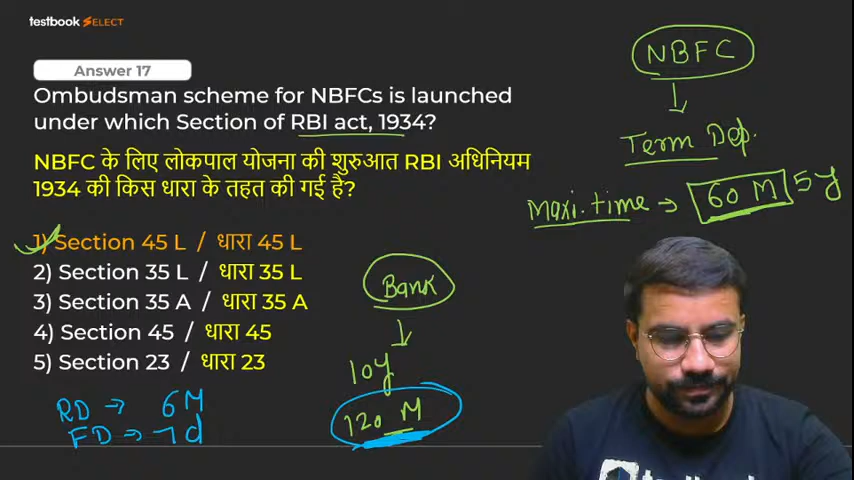 testbook SELECT
Answer 17
Ombudsman scheme for NBFCs is launched
under which Section of RBI act, 1934?
NBFC के लिए लोकपाल योजना की शुरुआत RBI अधिनियम
1934 की किस धारा के तहत की गई है?
1) Section 45 L / धारा 45 L
2) Section 35 L / धारा 35 L
3) Section 35 A / धारा 35 A
4) Section 45 / धारा 45
5) Section 23 / धारा 23
RD → 6M
FD → 7d
Bank
10y
120 M
NBFC
Term Dep.
Maxi. time → 60 M 5y